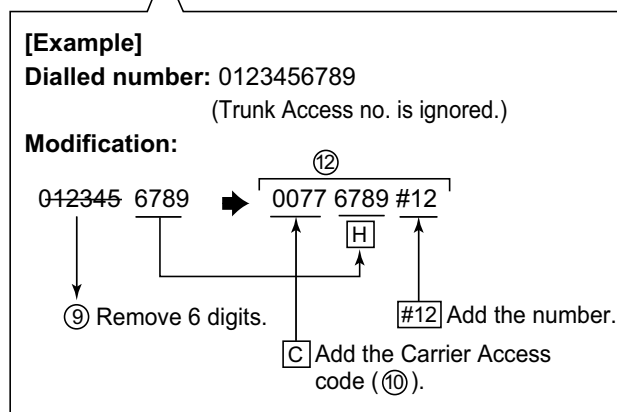 [Example]
Dialled number: 0123456789
(Trunk Access no. is ignored.)
Modification:
⑫
012345 6789 0077 6789 #12
H
⑨ Remove 6 digits.
#12 Add the number.
C Add the Carrier Access
code (⑩).